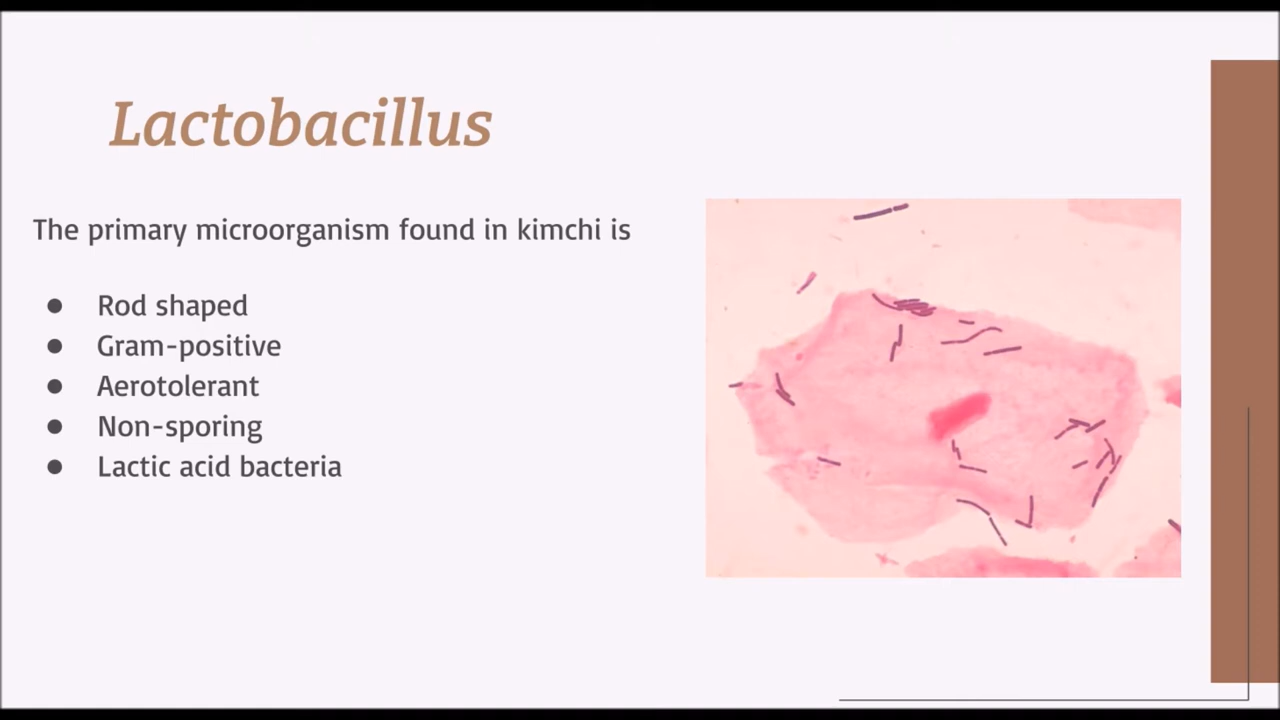 Lactobacillus
The primary microorganism found in kimchi is
● Rod shaped
● Gram-positive
● Aerotolerant
● Non-sporing
● Lactic acid bacteria